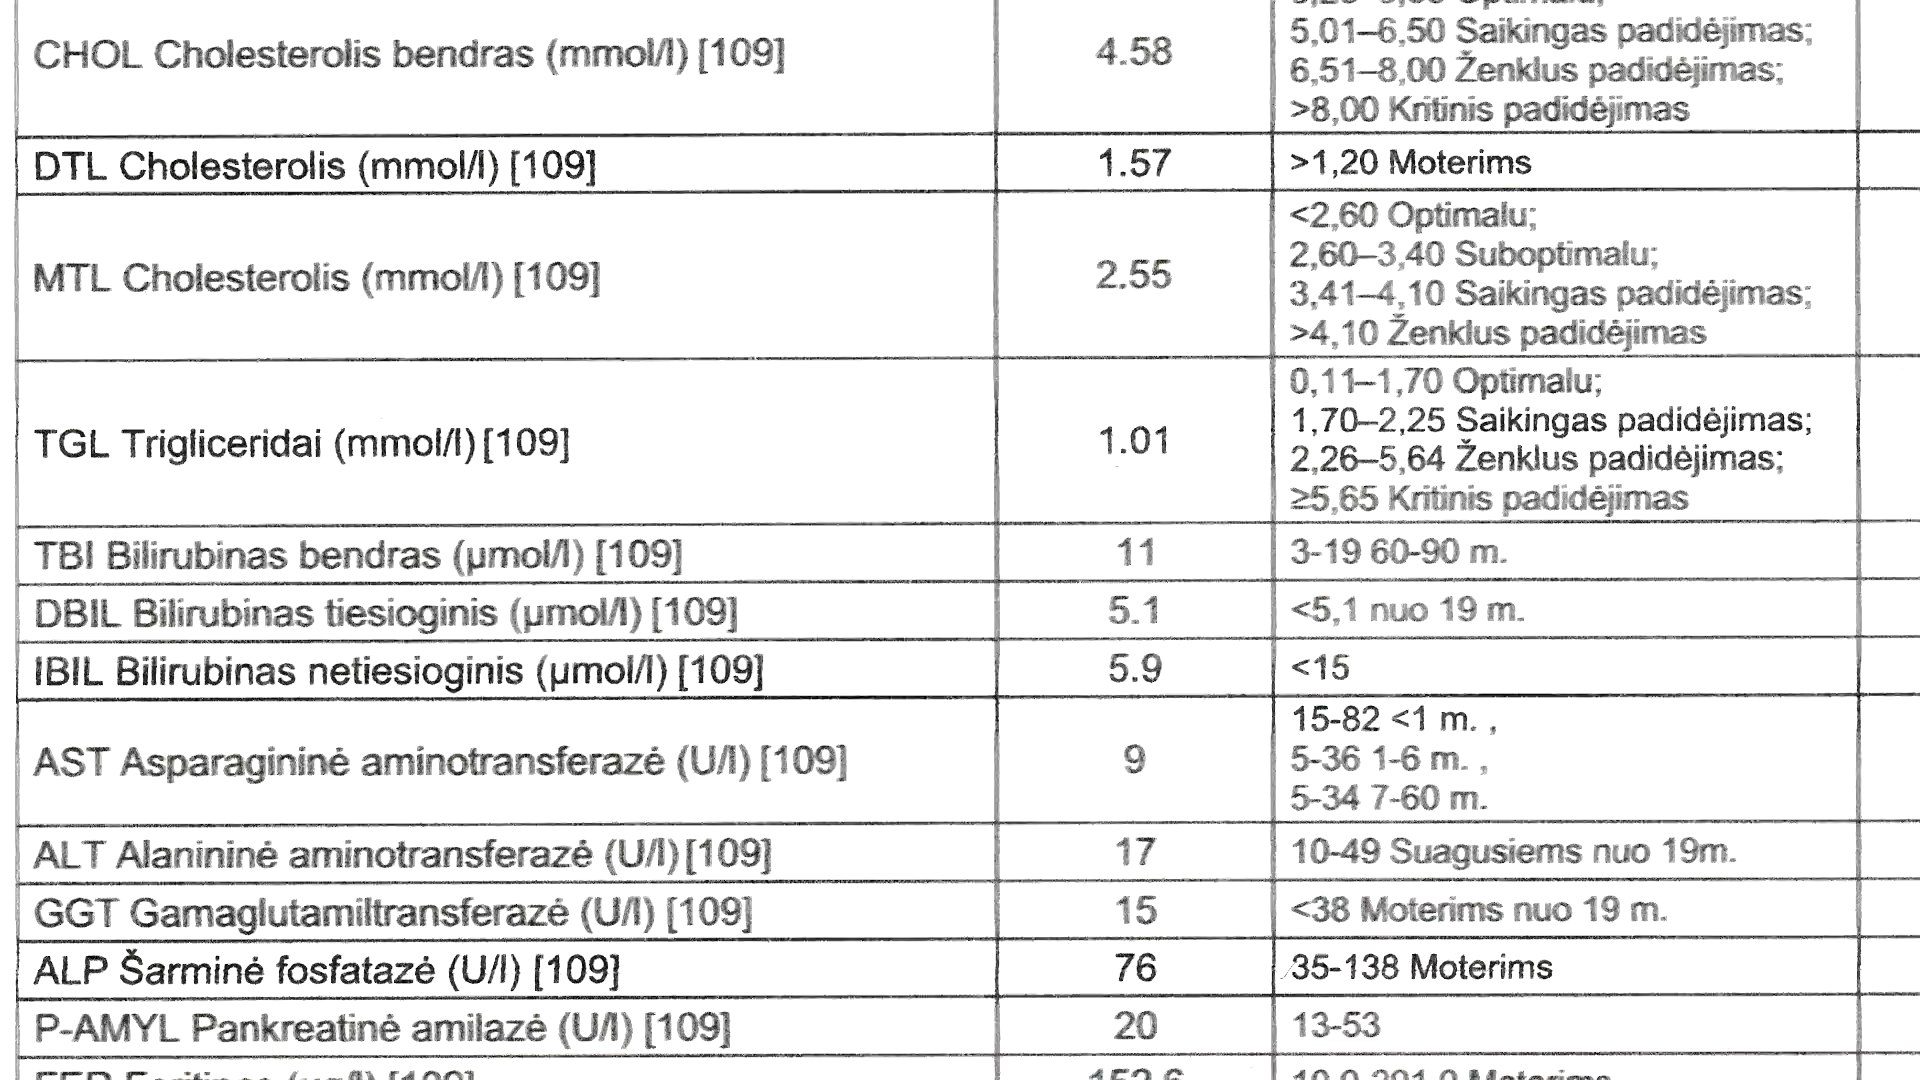 5,01–6,50 Saikingas padidėjimas;
CHOL Cholesterolis bendras (mmol/l) [109] 4.58
6,51–8,00 Ženklus padidėjimas;
>8,00 Kritinis padidėjimas
DTL Cholesterolis (mmol/l) [109] 1.57 >1,20 Moterims
<2,60 Optimalu;
2,60–3,40 Suboptimalu;
MTL Cholesterolis (mmol/l) [109] 2.55
3,41–4,10 Saikingas padidėjimas;
>4,10 Ženklus padidėjimas
0,11–1,70 Optimalu;
1,70–2,25 Saikingas padidėjimas;
TGL Trigliceridai (mmol/l) [109] 1.01
2,26–5,64 Ženklus padidėjimas;
≥5,65 Kritinis padidėjimas
TBI Bilirubinas bendras (µmol/l) [109] 11 3-19 60-90 m.
DBIL Bilirubinas tiesioginis (µmol/l) [109] 5.1 <5,1 nuo 19 m.
IBIL Bilirubinas netiesioginis (µmol/l) [109] 5.9 <15
15-82 <1 m. ,
AST Asparagininė aminotransferazė (U/l) [109] 9 5-36 1-6 m. ,
5-34 7-60 m.
ALT Alanininė aminotransferazė (U/l) [109] 17 10-49 Suagusiems nuo 19m.
GGT Gamaglutamiltransferazė (U/l) [109] 15 <38 Moterims nuo 19 m.
ALP Šarminė fosfatazė (U/l) [109] 76 35-138 Moterims
P-AMYL Pankreatinė amilazė (U/l) [109] 20 13-53